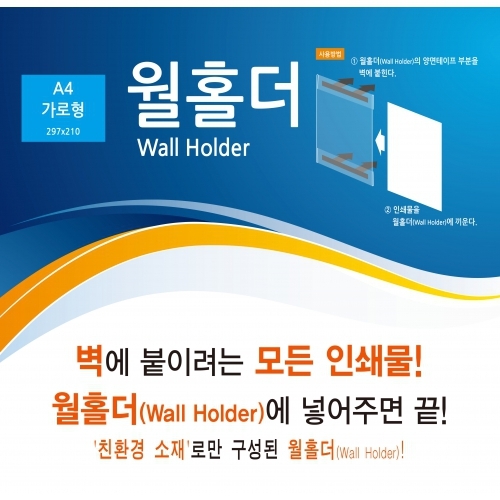 A4
가로형
297x210
월홀더
Wall Holder
사용방법
① 월홀더(Wall Holder)의 양면테이프 부분을
벽에 붙힌다.
② 인쇄물을
월홀더(Wall Holder)에 끼운다.
벽에 붙이려는 모든 인쇄물!
월홀더(Wall Holder)에 넣어주면 끝!
'친환경 소재'로만 구성된 월홀더(Wall Holder)!